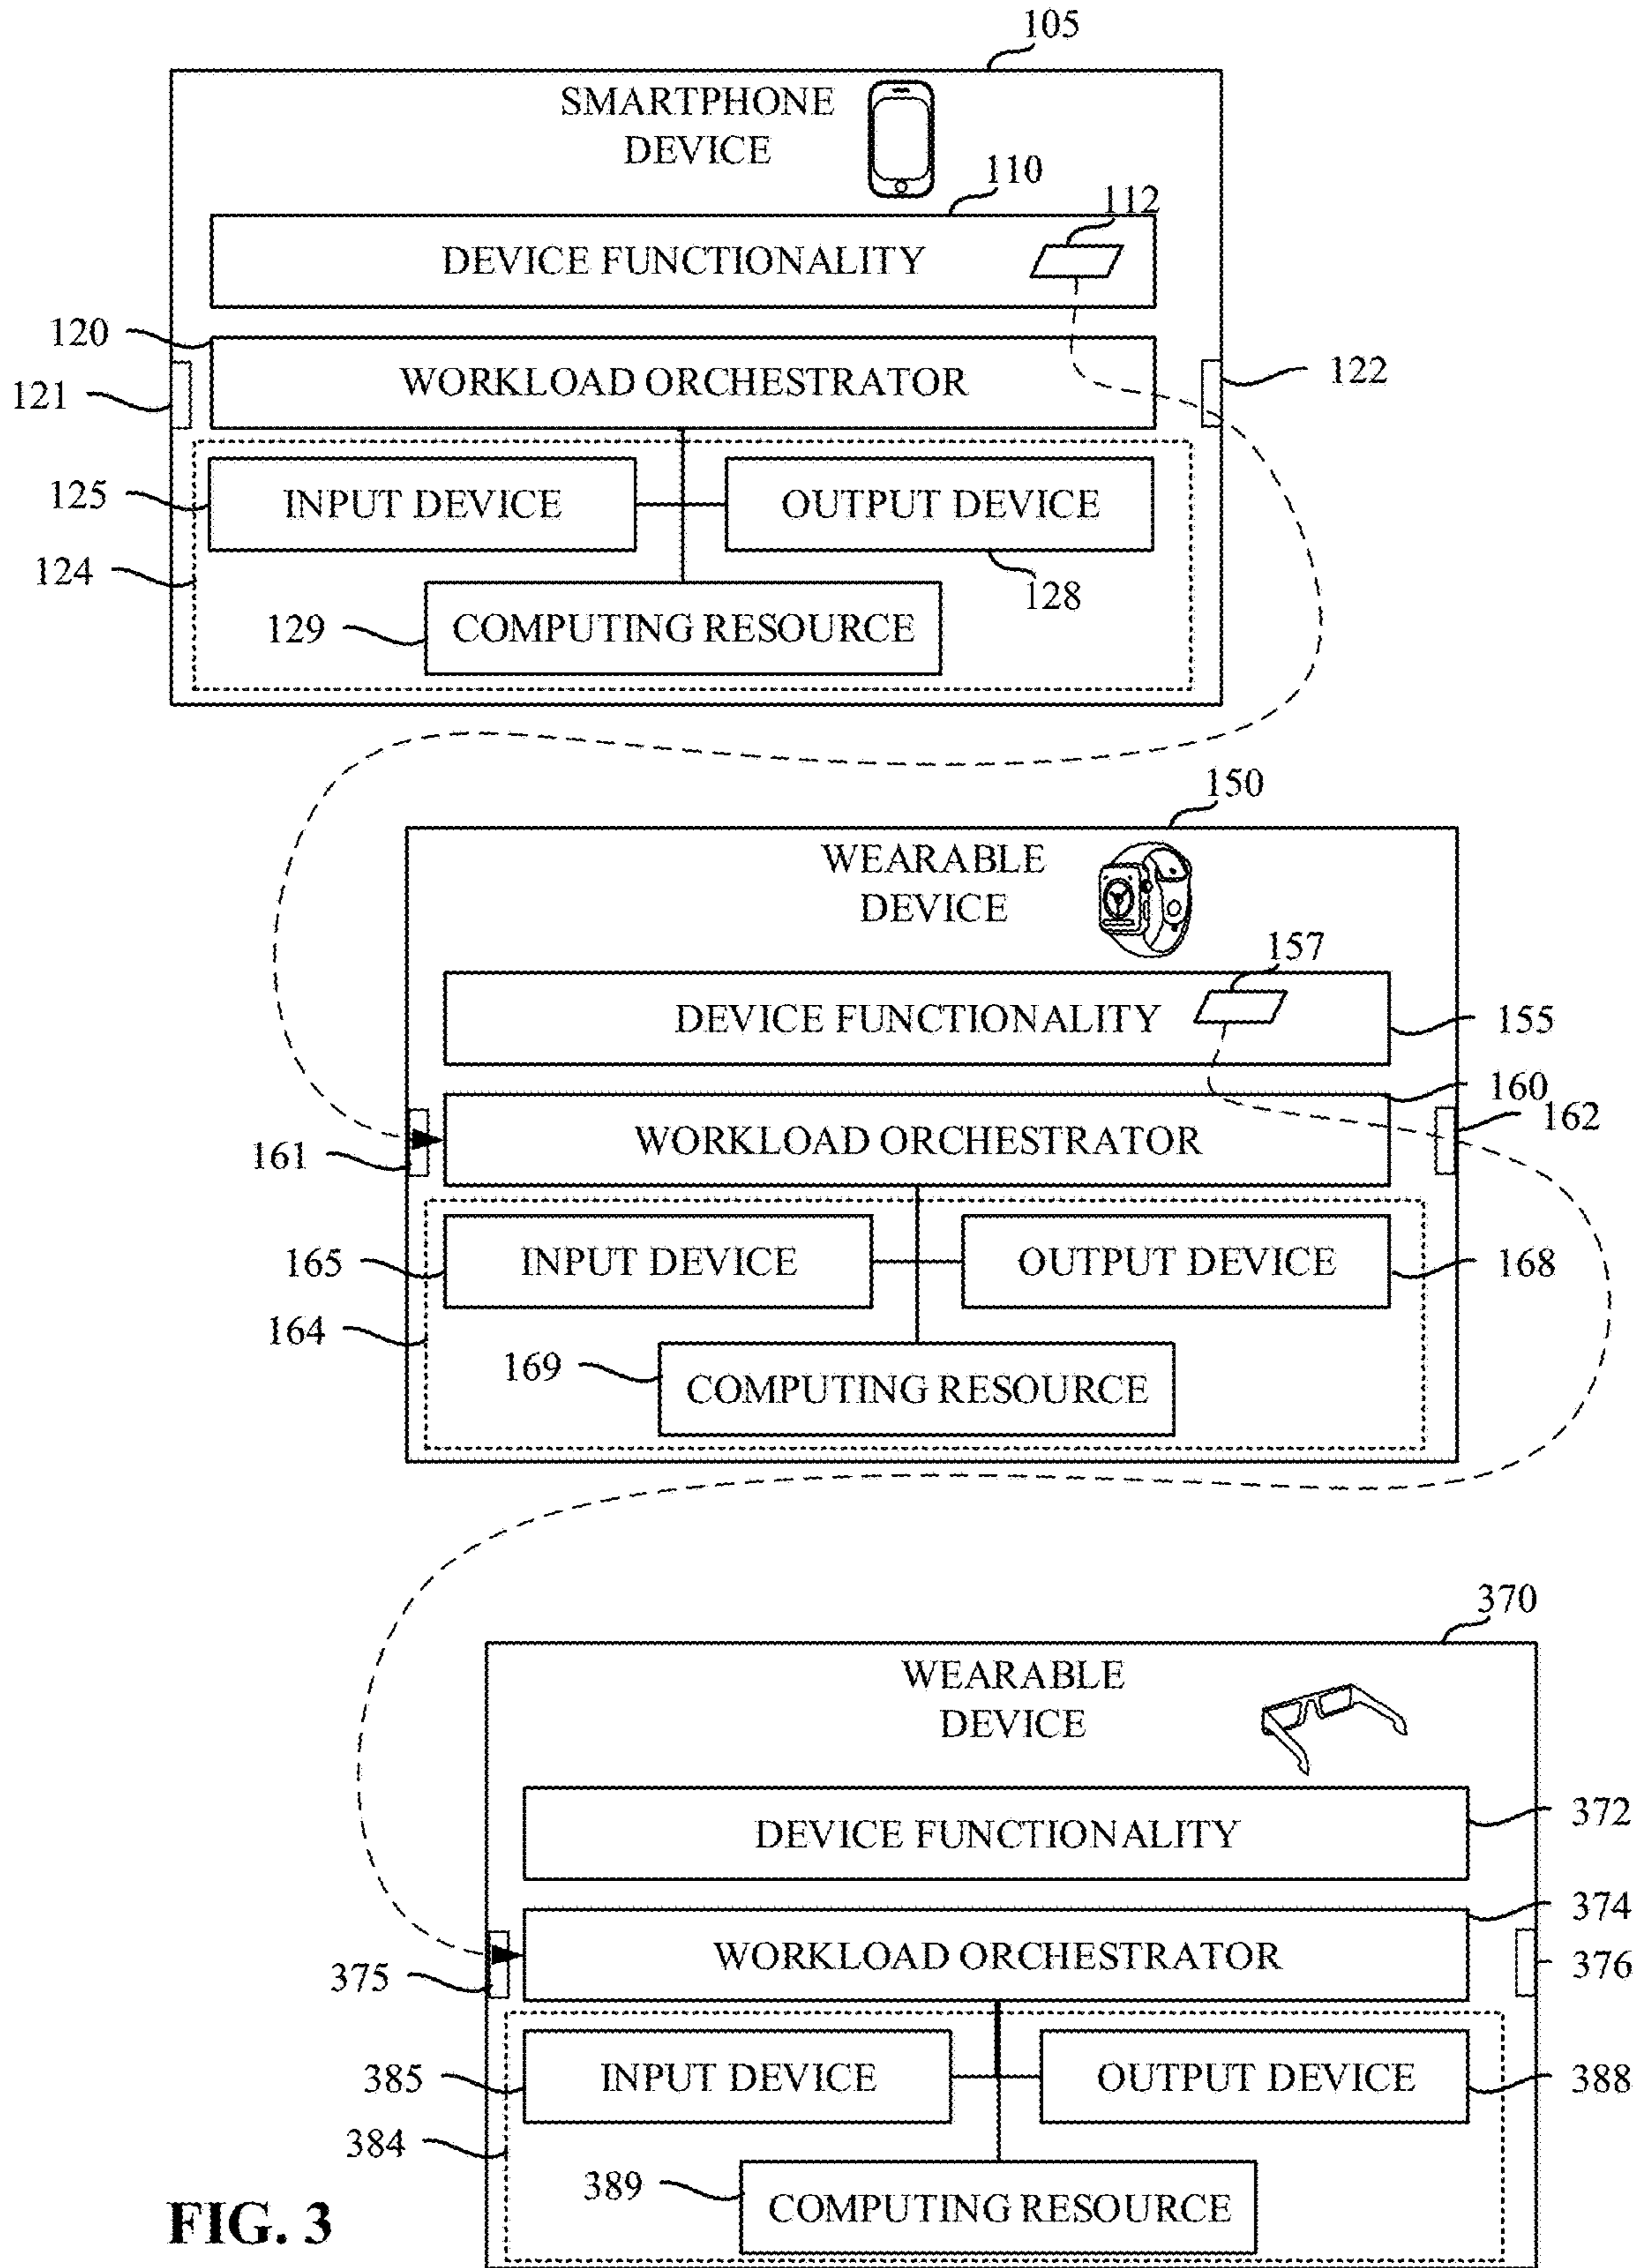 105
SMARTPHONE
DEVICE
110
112
DEVICE FUNCTIONALITY
120
WORKLOAD ORCHESTRATOR
121
122
125
INPUT DEVICE
OUTPUT DEVICE
124
128
129
COMPUTING RESOURCE
150
WEARABLE
DEVICE
157
DEVICE FUNCTIONALITY
155
160
WORKLOAD ORCHESTRATOR
162
161
165
INPUT DEVICE
OUTPUT DEVICE
168
164
169
COMPUTING RESOURCE
370
WEARABLE
DEVICE
372
DEVICE FUNCTIONALITY
374
WORKLOAD ORCHESTRATOR
375
376
385
INPUT DEVICE
OUTPUT DEVICE
388
384
389
COMPUTING RESOURCE
FIG. 3